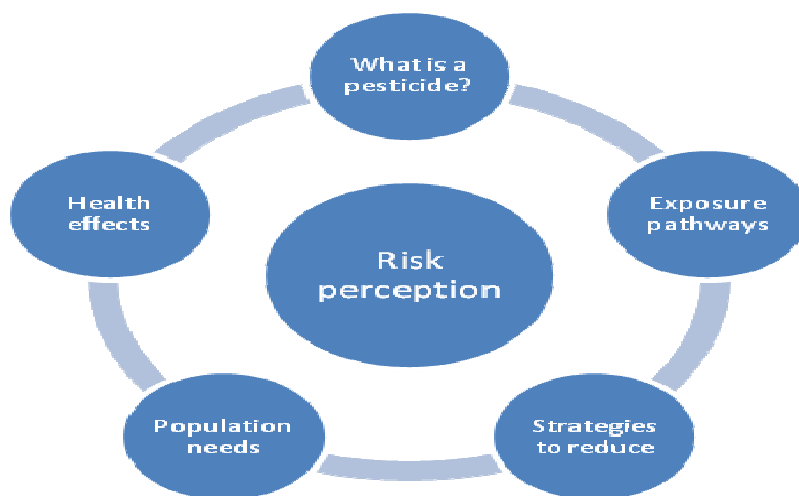 What is a
pesticide?
Exposure
pathways
Strategies
to reduce
Population
needs
Health
effects
Risk
perception